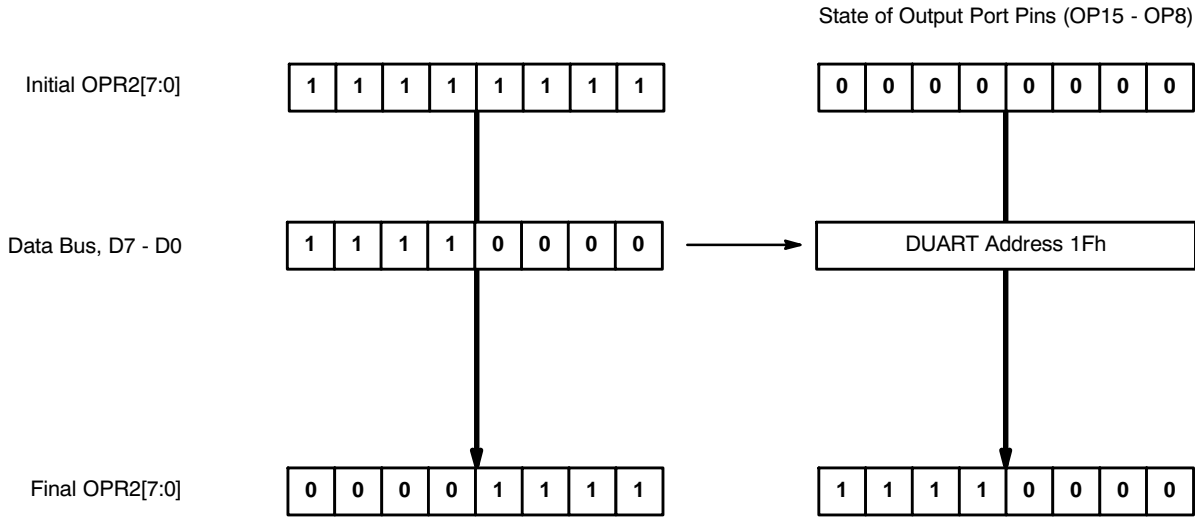 State of Output Port Pins (OP15 - OP8)
Initial OPR2[7:0] 1 1 1 1 1 1 1 1 0 0 0 0 0 0 0 0
Data Bus, D7 - D0 1 1 1 1 0 0 0 0 DUART Address 1Fh
Final OPR2[7:0] 0 0 0 0 1 1 1 1 1 1 1 1 0 0 0 0